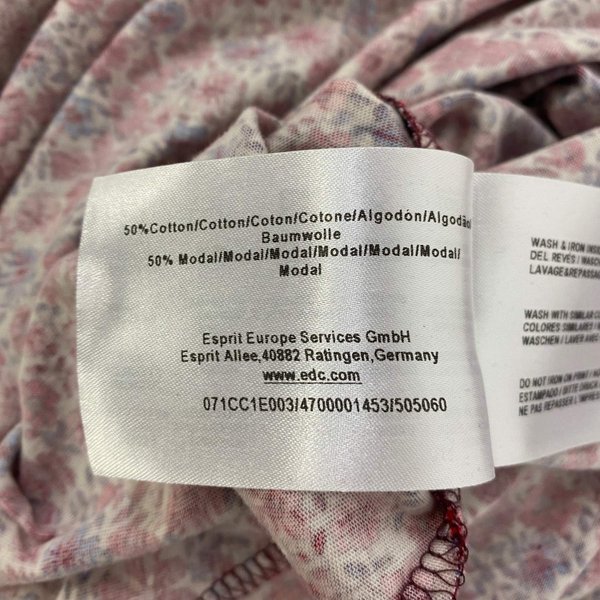 50%Cotton/Cotton/Coton/Cotone/Algodón/Algodão/
Baumwolle
50% Modal/Modal/Modal/Modal/Modal/Modal/
Modal
Esprit Europe Services GmbH
Esprit Allee,40882 Ratingen,Germany
www.edc.com
071CC1E003/4700001453/505060
WASH & IRON INSI
DEL REVES / WASC
LAVAGE&REPASSA
WASH WITH SIMILAR CO
COLORES SIMILARES / 
WASCHEN / LAVER AVEC
DO NOT IRON ON PRINT / 
ESTAMPADO / BITTE DRUCK
NE PAS REPASSER L'IMPRES